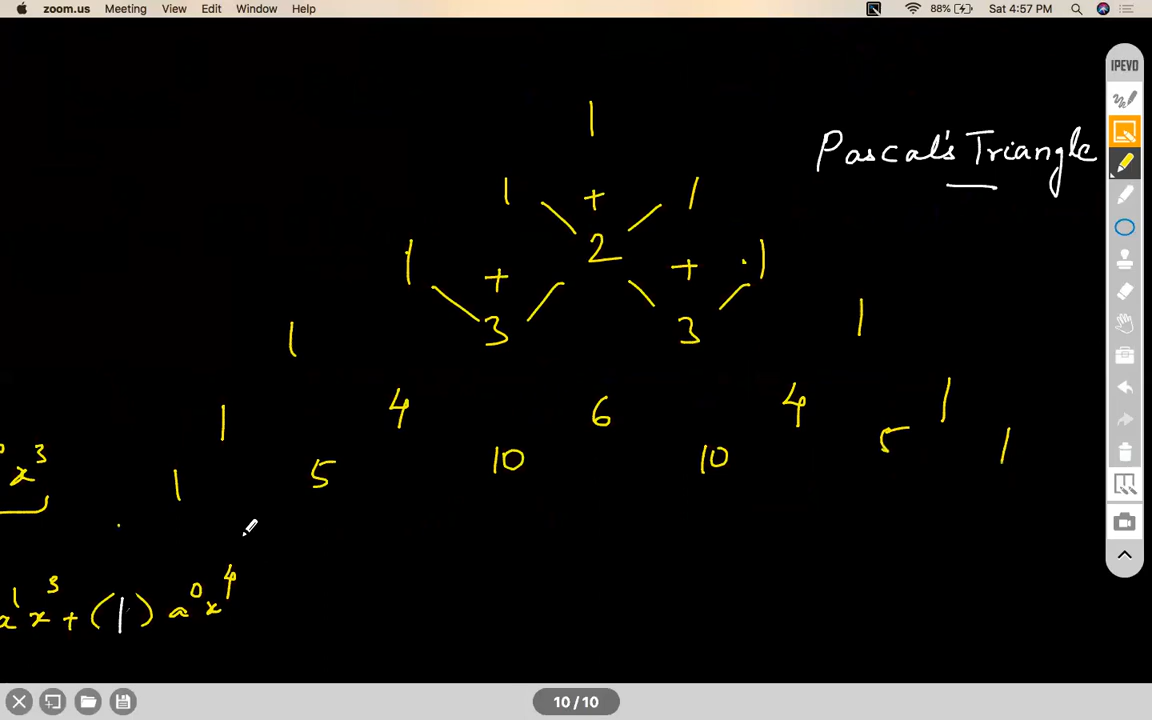 zoom.us Meeting View Edit Window Help 88% Sat 4:57 PM
IPEVO
Pascal's Triangle
1
1 + 1
1 + 2 + 1
1 3 3 1
1 4 6 4 1
1 5 10 10 5 1
x³
a¹x³ + (1) a⁰x⁴
10 / 10